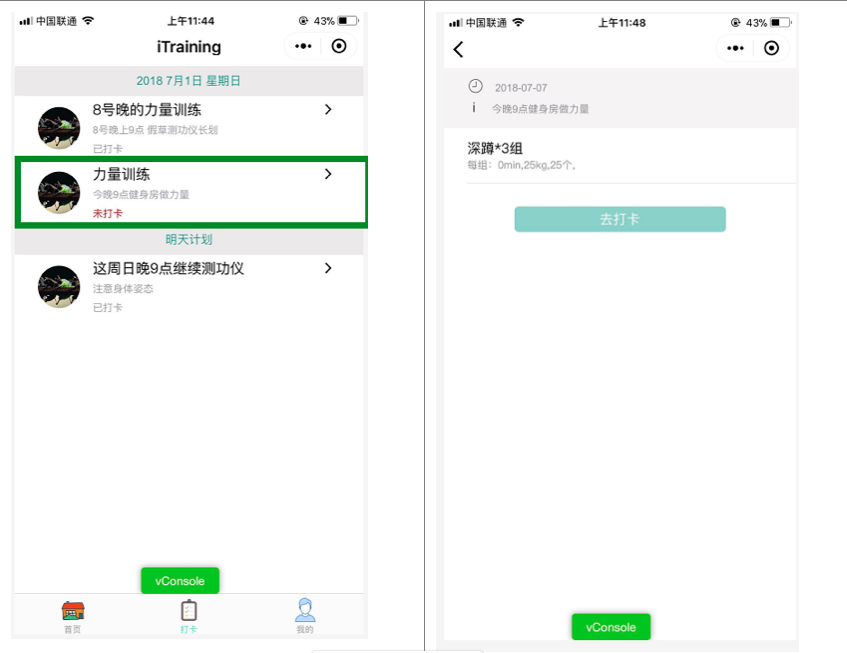 中国联通
上午11:44
43%
iTraining
2018 7月1日 星期日
8号晚的力量训练
8号晚上9点 假草测功仪长划
已打卡
力量训练
今晚9点健身房做力量
未打卡
明天计划
这周日晚9点继续测功仪
注意身体姿态
已打卡
vConsole
首页
打卡
我的
中国联通
上午11:48
43%
2018-07-07
i 今晚9点健身房做力量
深蹲*3组
每组：0min,25kg,25个,
去打卡
vConsole